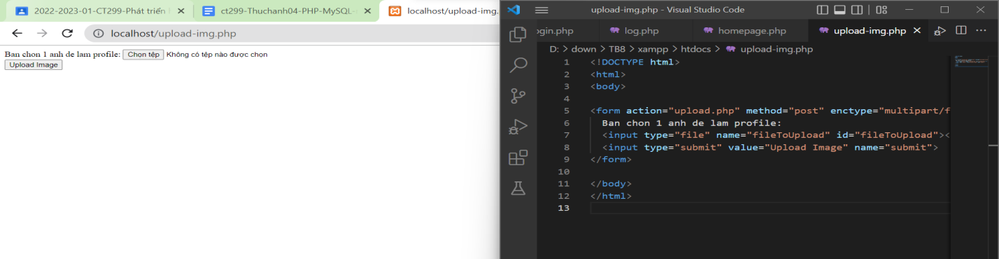 2022-2023-01-CT299-Phát triển
ct299-Thuchanh04-PHP-MySQL-
localhost/upload-img.
localhost/upload-img.php
Ban chon 1 anh de lam profile: Chọn tệp Không có tệp nào được chọn
Upload Image
upload-img.php - Visual Studio Code
ogin.php log.php homepage.php upload-img.php
D: > down > TB8 > xampp > htdocs > upload-img.php
1 <!DOCTYPE html>
2 <html>
3 <body>
4
5 <form action="upload.php" method="post" enctype="multipart/f
6 Ban chon 1 anh de lam profile:
7 <input type="file" name="fileToUpload" id="fileToUpload"><
8 <input type="submit" value="Upload Image" name="submit">
9 </form>
10
11 </body>
12 </html>
13